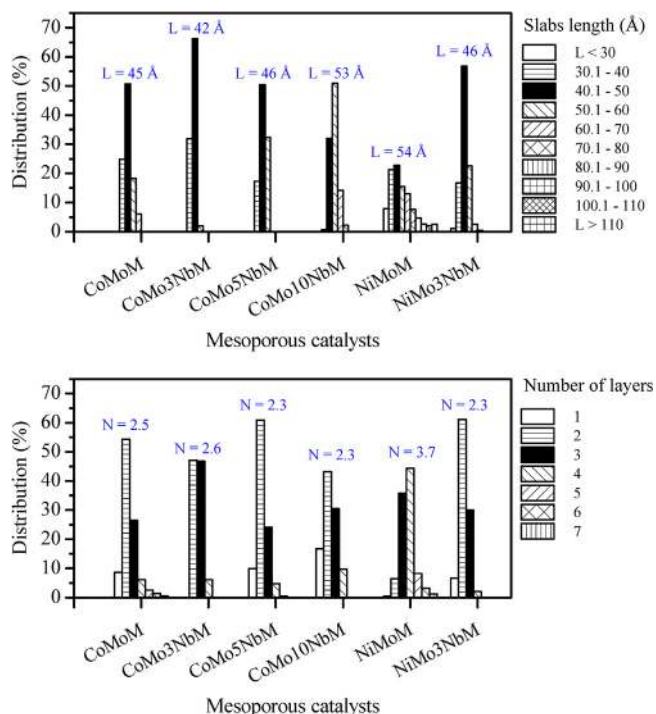 Slabs length (Å)
70
60
50
40
30
20
10
0
Distribution (%)
L = 45 Å
L = 42 Å
L = 46 Å
L = 53 Å
L = 54 Å
L = 46 Å
L < 30
30.1 - 40
40.1 - 50
50.1 - 60
60.1 - 70
70.1 - 80
80.1 - 90
90.1 - 100
100.1 - 110
L > 110
CoMoM
CoMo3NbM
CoMo5NbM
CoMo10NbM
NiMoM
NiMo3NbM
Mesoporous catalysts
Number of layers
70
60
50
40
30
20
10
0
Distribution (%)
N = 2.5
N = 2.6
N = 2.3
N = 2.3
N = 3.7
N = 2.3
1
2
3
4
5
6
7
CoMoM
CoMo3NbM
CoMo5NbM
CoMo10NbM
NiMoM
NiMo3NbM
Mesoporous catalysts